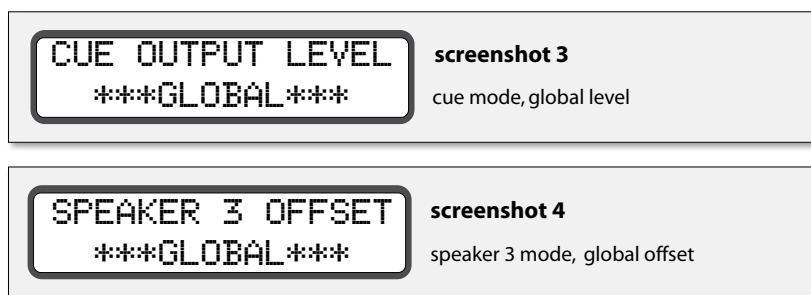 CUE OUTPUT LEVEL
***GLOBAL***
screenshot 3
cue mode, global level
SPEAKER 3 OFFSET
***GLOBAL***
screenshot 4
speaker 3 mode, global offset